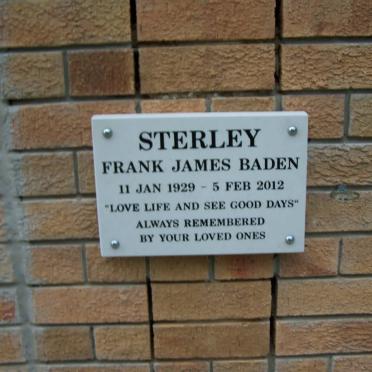 STERLEY
FRANK JAMES BADEN
11 JAN 1929 - 5 FEB 2012
"LOVE LIFE AND SEE GOOD DAYS"
ALWAYS REMEMBERED
BY YOUR LOVED ONES